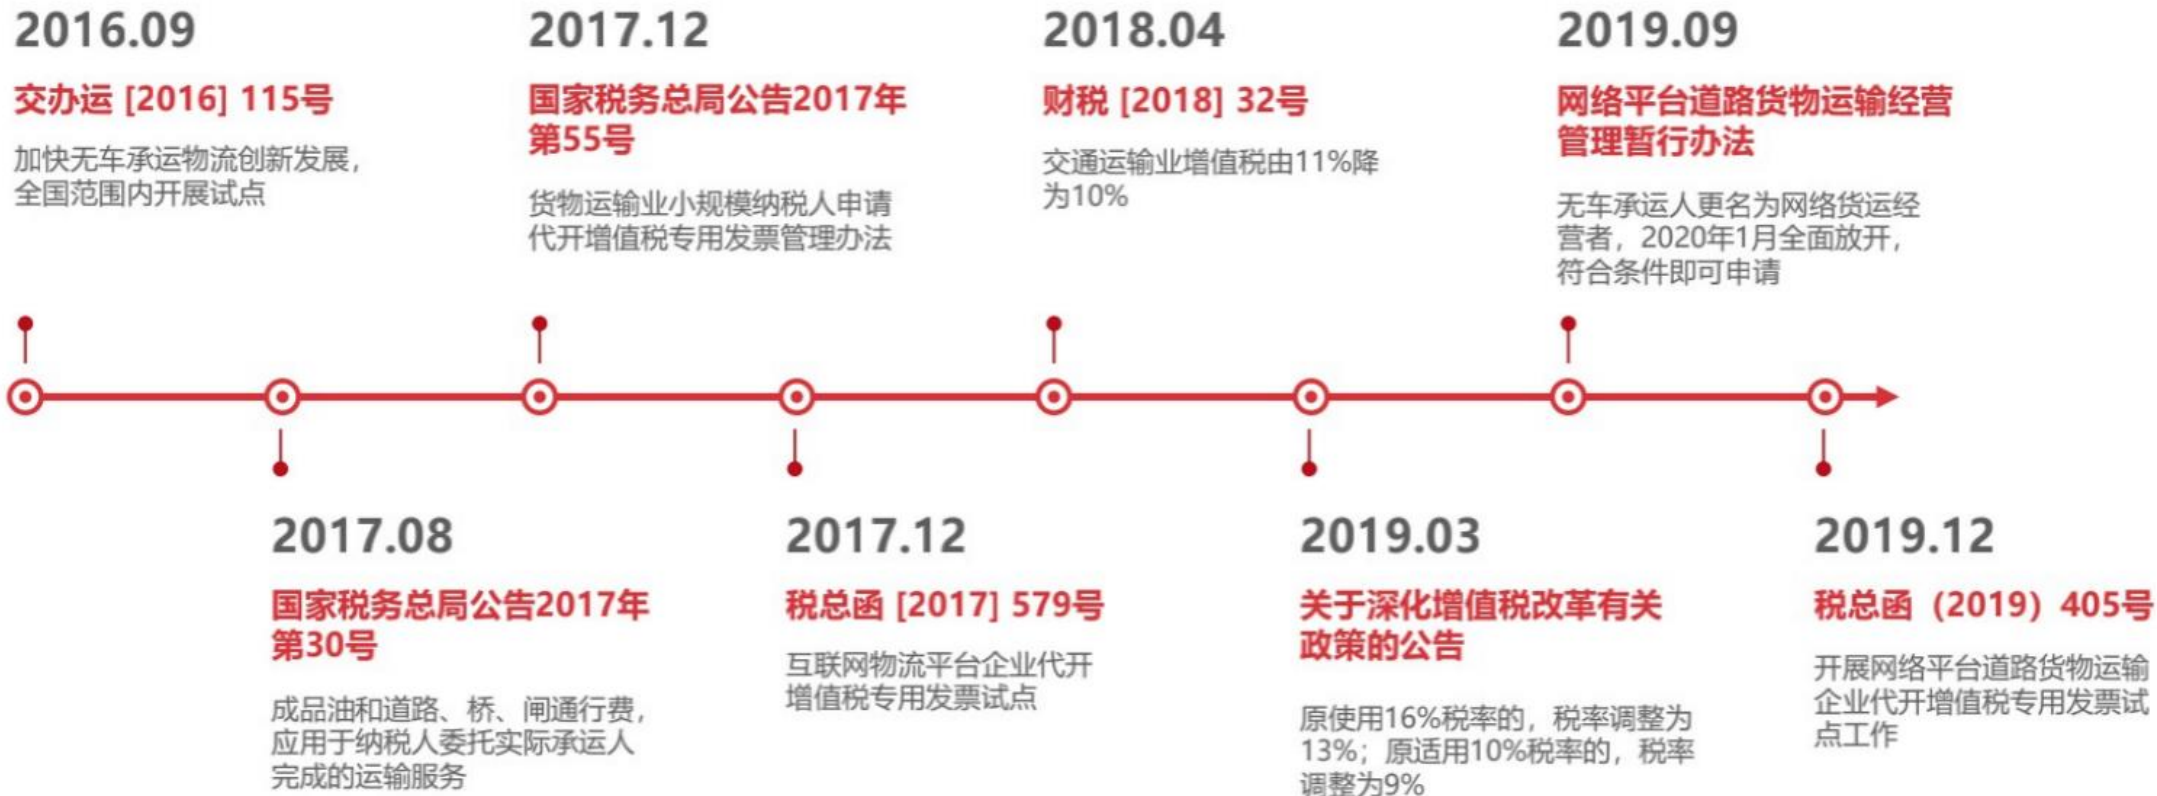 2016.09
交办运 [2016] 115号
加快无车承运物流创新发展，
全国范围内开展试点
2017.12
国家税务总局公告2017年
第55号
货物运输业小规模纳税人申请
代开增值税专用发票管理办法
2018.04
财税 [2018] 32号
交通运输业增值税由11%降
为10%
2019.09
网络平台道路货物运输经营
管理暂行办法
无车承运人更名为网络货运经
营者，2020年1月全面放开，
符合条件即可申请
2017.08
国家税务总局公告2017年
第30号
成品油和道路、桥、闸通行费，
应用于纳税人委托实际承运人
完成的运输服务
2017.12
税总函 [2017] 579号
互联网物流平台企业代开
增值税专用发票试点
2019.03
关于深化增值税改革有关
政策的公告
原使用16%税率的，税率调整为
13%；原适用10%税率的，税率
调整为9%
2019.12
税总函（2019）405号
开展网络平台道路货物运输
企业代开增值税专用发票试
点工作